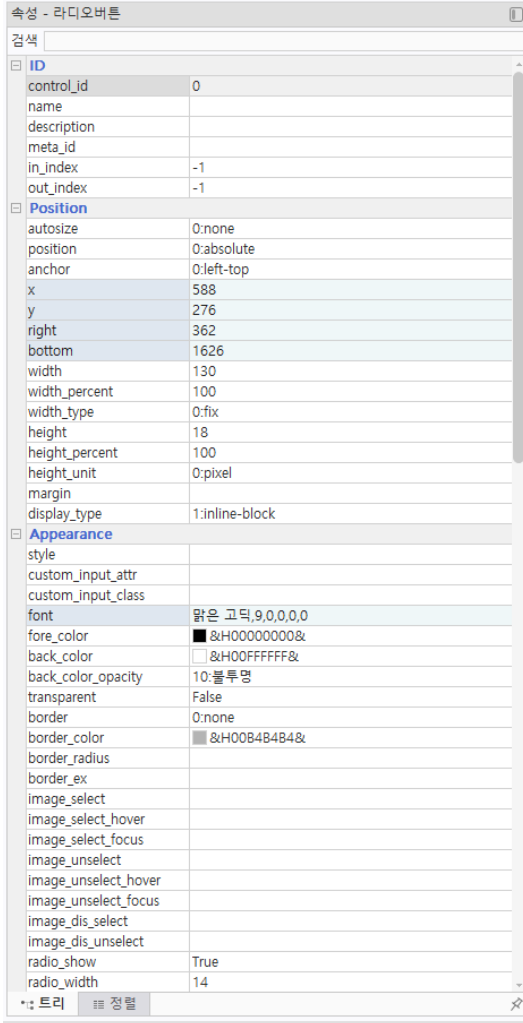 속성 - 라디오버튼
검색
ID
control_id 0
name
description
meta_id
in_index -1
out_index -1
Position
autosize 0:none
position 0:absolute
anchor 0:left-top
x 588
y 276
right 362
bottom 1626
width 130
width_percent 100
width_type 0:fix
height 18
height_percent 100
height_unit 0:pixel
margin
display_type 1:inline-block
Appearance
style
custom_input_attr
custom_input_class
font 맑은 고딕,9,0,0,0,0
fore_color &H00000000&
back_color &H00FFFFFF&
back_color_opacity 10:불투명
transparent False
border 0:none
border_color &H00B4B4B4&
border_radius
border_ex
image_select
image_select_hover
image_select_focus
image_unselect
image_unselect_hover
image_unselect_focus
image_dis_select
image_dis_unselect
radio_show True
radio_width 14
트리 정렬